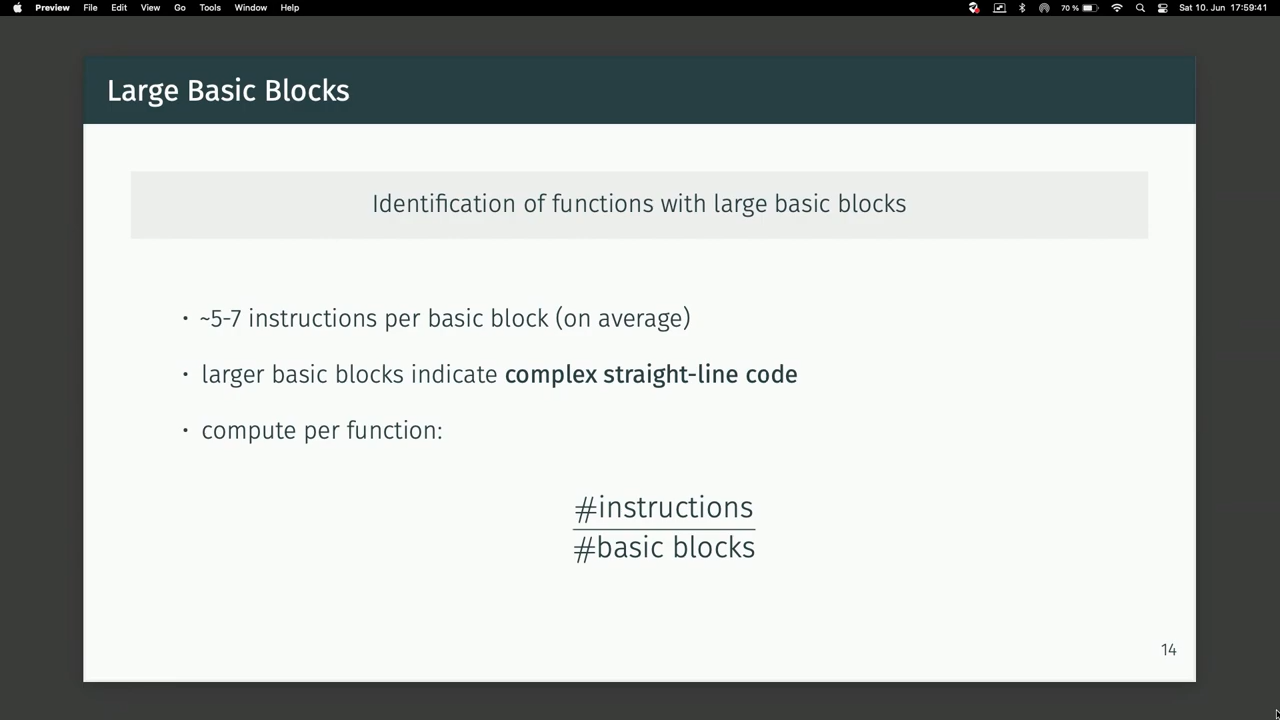 Preview File Edit View Go Tools Window Help 70 % Sat 10. Jun 17:59:41
Large Basic Blocks
Identification of functions with large basic blocks
• ~5-7 instructions per basic block (on average)
• larger basic blocks indicate complex straight-line code
• compute per function:
#instructions
#basic blocks
14